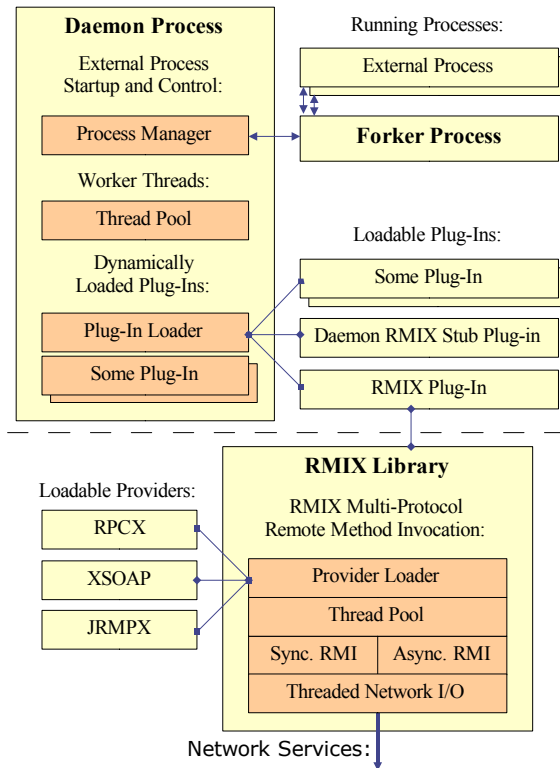 Daemon Process
External Process
Startup and Control:
Process Manager
Worker Threads:
Thread Pool
Dynamically
Loaded Plug-Ins:
Plug-In Loader
Some Plug-In
Running Processes:
External Process
Forker Process
Loadable Plug-Ins:
Some Plug-In
Daemon RMIX Stub Plug-in
RMIX Plug-In
Loadable Providers:
RPCX
XSOAP
JRMPX
RMIX Library
RMIX Multi-Protocol
Remote Method Invocation:
Provider Loader
Thread Pool
Sync. RMI
Async. RMI
Threaded Network I/O
Network Services: